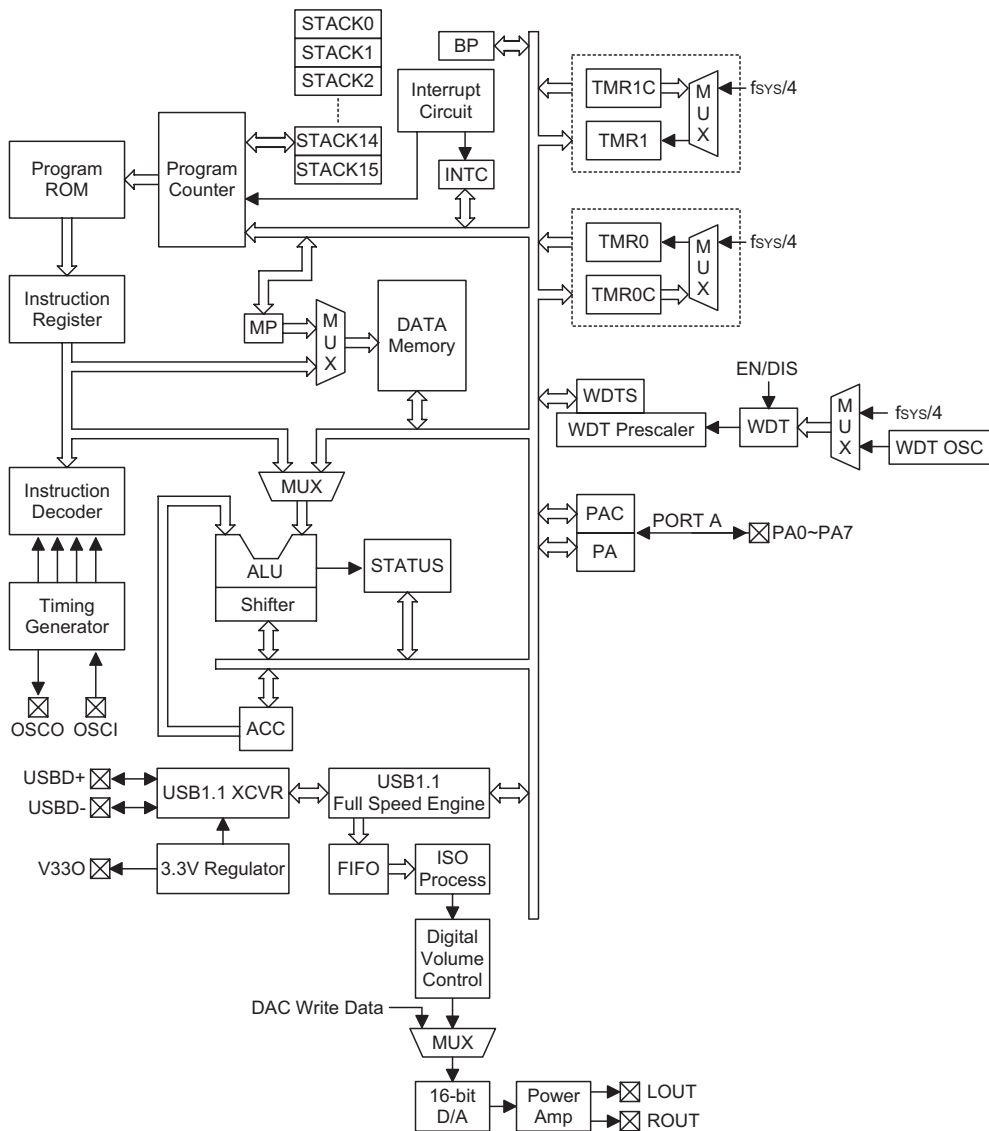 STACK0
STACK1
STACK2
STACK14
STACK15
BP
Interrupt
Circuit
INTC
TMR1C
TMR1
M
U
X
fSYS/4
Program
ROM
Program
Counter
TMR0
TMR0C
M
U
X
fSYS/4
Instruction
Register
MP
M
U
X
DATA
Memory
EN/DIS
WDTS
WDT Prescaler
WDT
M
U
X
fSYS/4
WDT OSC
Instruction
Decoder
MUX
PAC
PA
PORT A
PA0~PA7
ALU
Shifter
STATUS
Timing
Generator
OSCO
OSCI
ACC
USBD+
USBD-
USB1.1 XCVR
USB1.1
Full Speed Engine
V33O
3.3V Regulator
FIFO
ISO
Process
Digital
Volume
Control
DAC Write Data
MUX
16-bit
D/A
Power
Amp
LOUT
ROUT